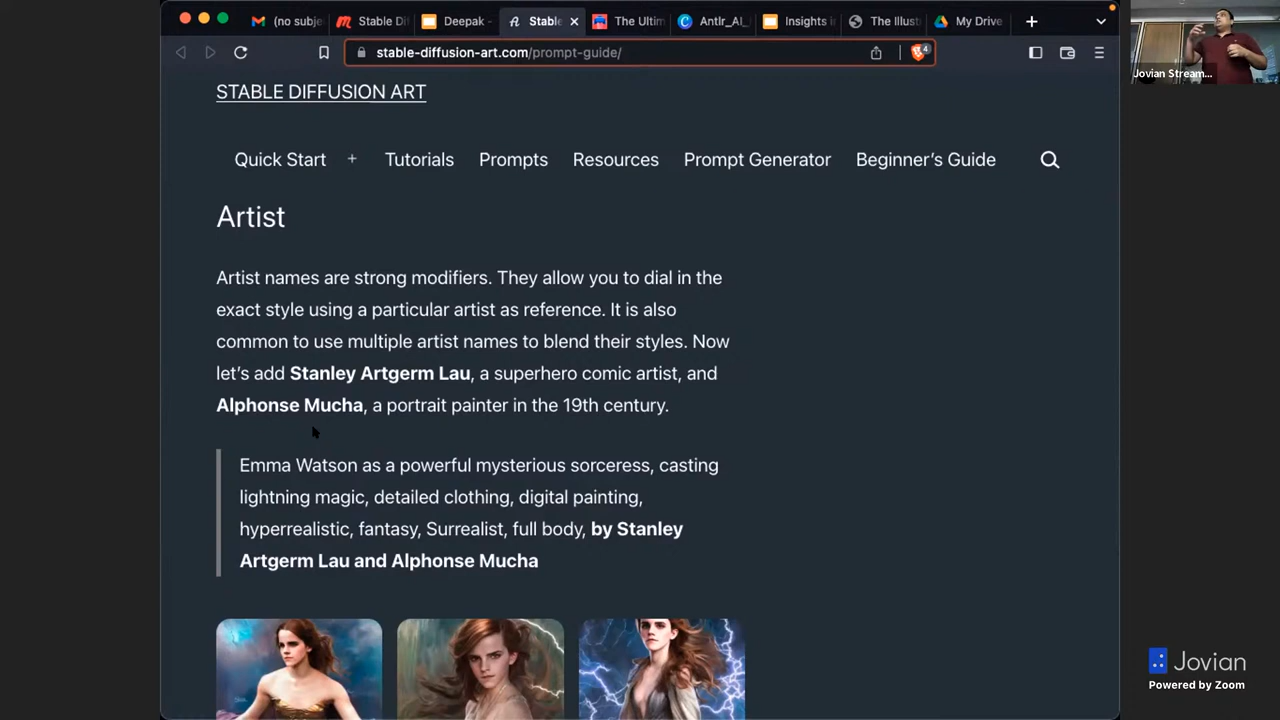 (no subje
Stable Di
Deepak -
Stable
The Ultim
AntIr_AI_
Insights i
The Illust
My Drive
stable-diffusion-art.com/prompt-guide/
4
Jovian Stream...
STABLE DIFFUSION ART
Quick Start + Tutorials Prompts Resources Prompt Generator Beginner's Guide
Artist
Artist names are strong modifiers. They allow you to dial in the
exact style using a particular artist as reference. It is also
common to use multiple artist names to blend their styles. Now
let's add Stanley Artgerm Lau, a superhero comic artist, and
Alphonse Mucha, a portrait painter in the 19th century.
Emma Watson as a powerful mysterious sorceress, casting
lightning magic, detailed clothing, digital painting,
hyperrealistic, fantasy, Surrealist, full body, by Stanley
Artgerm Lau and Alphonse Mucha
Jovian
Powered by Zoom